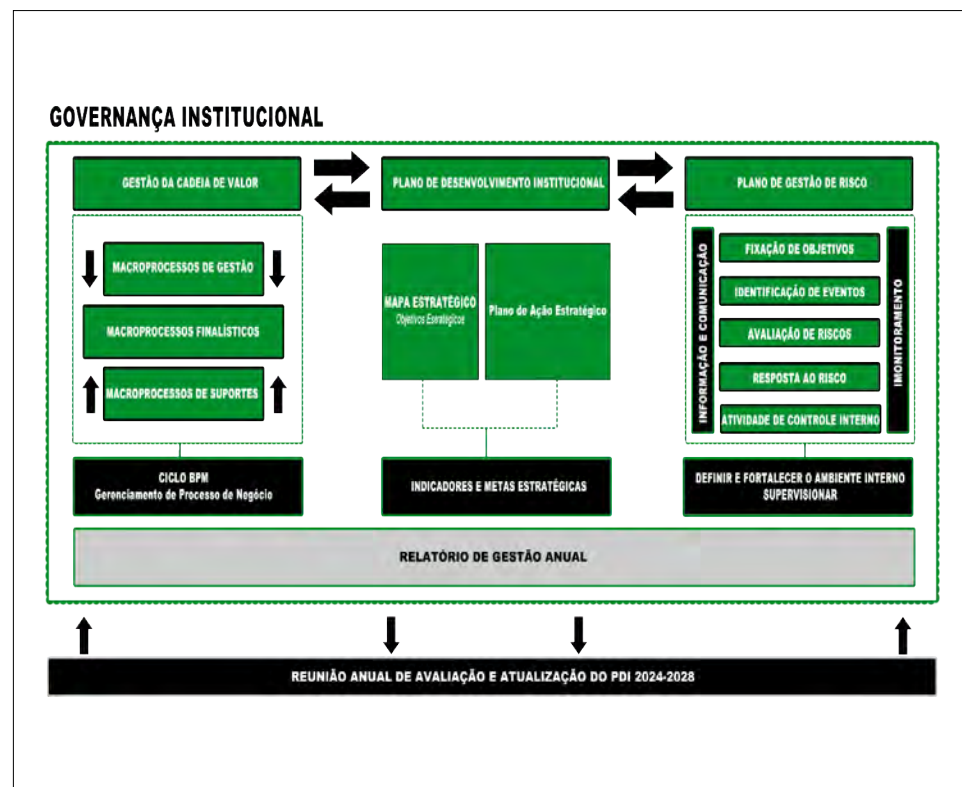 GOVERNANÇA INSTITUCIONAL
GESTÃO DA CADEIA DE VALOR
PLANO DE DESENVOLVIMENTO INSTITUCIONAL
PLANO DE GESTÃO DE RISCO
MACROPROCESSOS DE GESTÃO
MACROPROCESSOS FINALÍSTICOS
MACROPROCESSOS DE SUPORTES
MAPA ESTRATÉGICO
Objetivos Estratégicos
Plano de Ação Estratégico
INFORMAÇÃO E COMUNICAÇÃO
FIXAÇÃO DE OBJETIVOS
IDENTIFICAÇÃO DE EVENTOS
AVALIAÇÃO DE RISCOS
RESPOSTA AO RISCO
ATIVIDADE DE CONTROLE INTERNO
IMONITORAMENTO
CICLO BPM
Gerenciamento de Processo de Negócio
INDICADORES E METAS ESTRATÉGICAS
DEFINIR E FORTALECER O AMBIENTE INTERNO
SUPERVISIONAR
RELATÓRIO DE GESTÃO ANUAL
REUNIÃO ANUAL DE AVALIAÇÃO E ATUALIZAÇÃO DO PDI 2024-2028